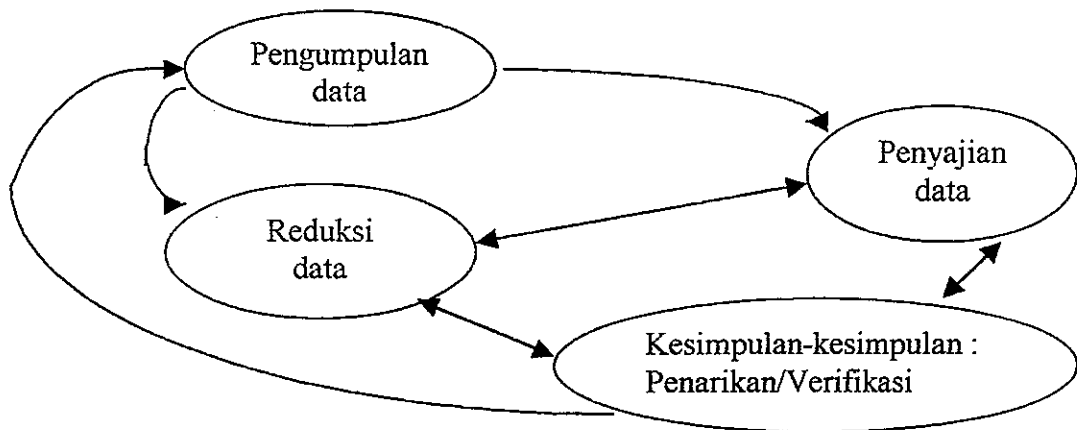 Pengumpulan
data
Penyajian
data
Reduksi
data
Kesimpulan-kesimpulan :
Penarikan/Verifikasi